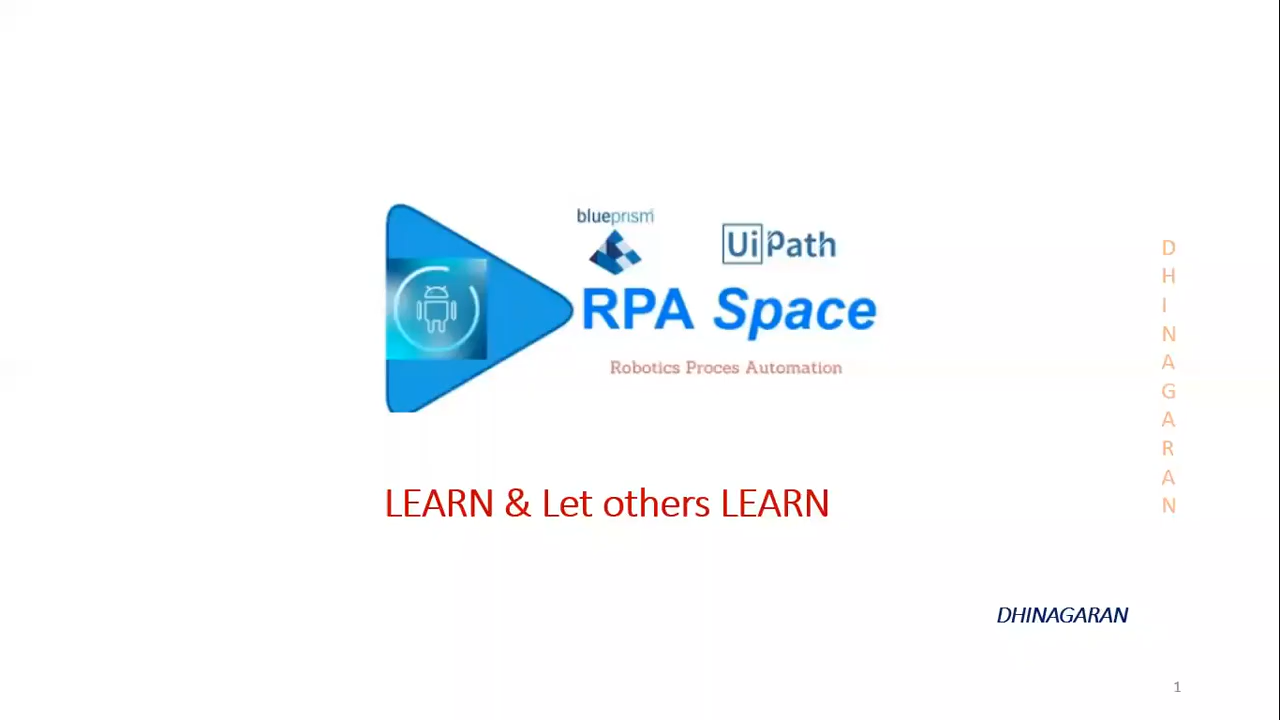 blueprism
UiPath
RPA Space
Robotics Proces Automation
LEARN & Let others LEARN
D
H
I
N
A
G
A
R
A
N
DHINAGARAN
1